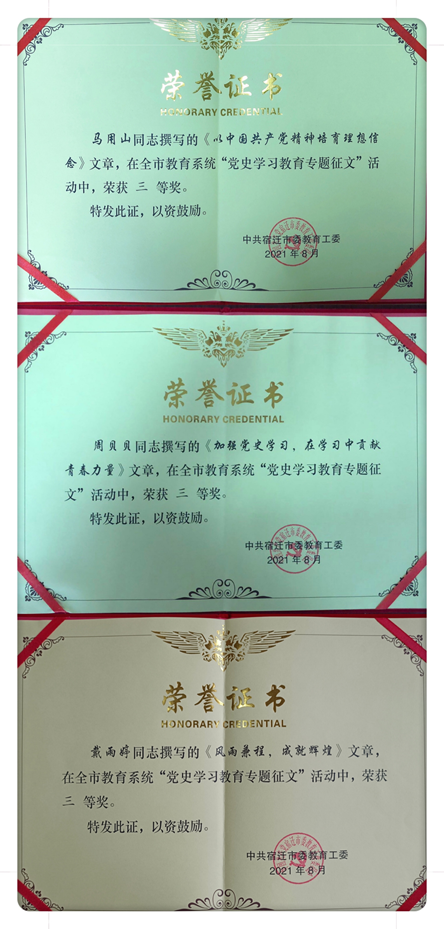 荣誉证书
HONORARY CREDENTIAL
马用山同志撰写的《以中国共产党精神培育理想信
念》文章，在全市教育系统“党史学习教育专题征文”活
动中，荣获 三 等奖。
特发此证，以资鼓励。
中共宿迁市委教育工委
2021年8月
荣誉证书
HONORARY CREDENTIAL
周贝贝同志撰写的《加强党史学习，在学习中贡献
青春力量》文章，在全市教育系统“党史学习教育专题征
文”活动中，荣获 三 等奖。
特发此证，以资鼓励。
中共宿迁市委教育工委
2021年8月
荣誉证书
HONORARY CREDENTIAL
戴雨婷同志撰写的《风雨兼程，成就辉煌》文章，
在全市教育系统“党史学习教育专题征文”活动中，荣获
三 等奖。
特发此证，以资鼓励。
中共宿迁市委教育工委
2021年8月